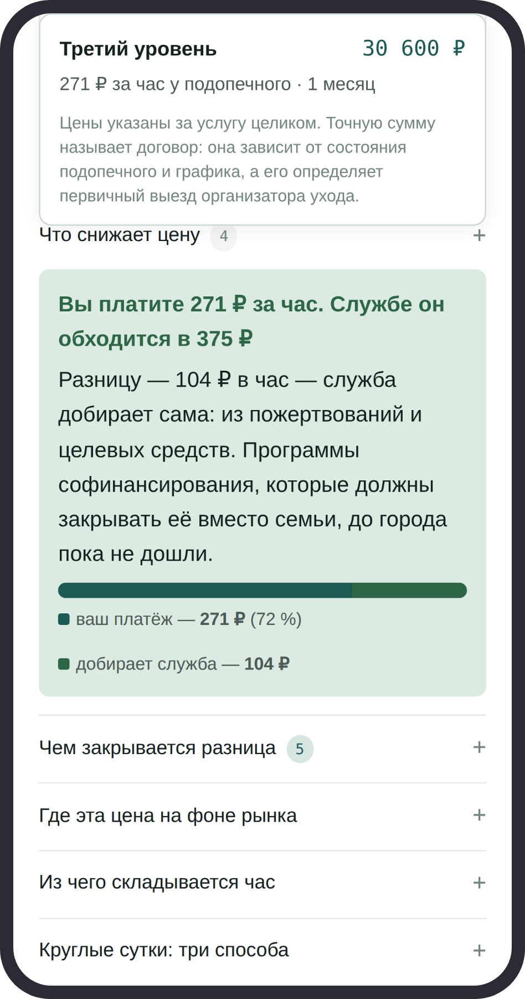 Третий уровень 30 600 ₽
271 ₽ за час у подопечного · 1 месяц
Цены указаны за услугу целиком. Точную сумму
называет договор: она зависит от состояния
подопечного и графика, а его определяет
первичный выезд организатора ухода.
Что снижает цену 4 +
Вы платите 271 ₽ за час. Службе он
обходится в 375 ₽
Разницу — 104 ₽ в час — служба
добирает сама: из пожертвований и
целевых средств. Программы
софинансирования, которые должны
закрывать её вместо семьи, до города
пока не дошли.
ваш платёж — 271 ₽ (72 %)
добирает служба — 104 ₽
Чем закрывается разница 5 +
Где эта цена на фоне рынка +
Из чего складывается час +
Круглые сутки: три способа +